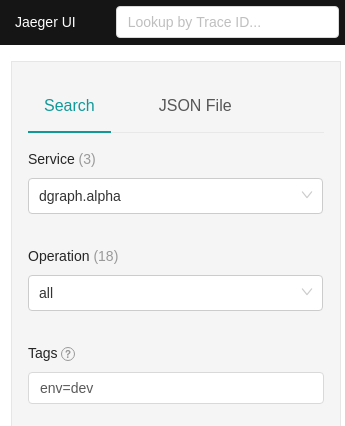 Jaeger UI
Lookup by Trace ID...
Search
JSON File
Service (3)
dgraph.alpha
Operation (18)
all
Tags ?
env=dev